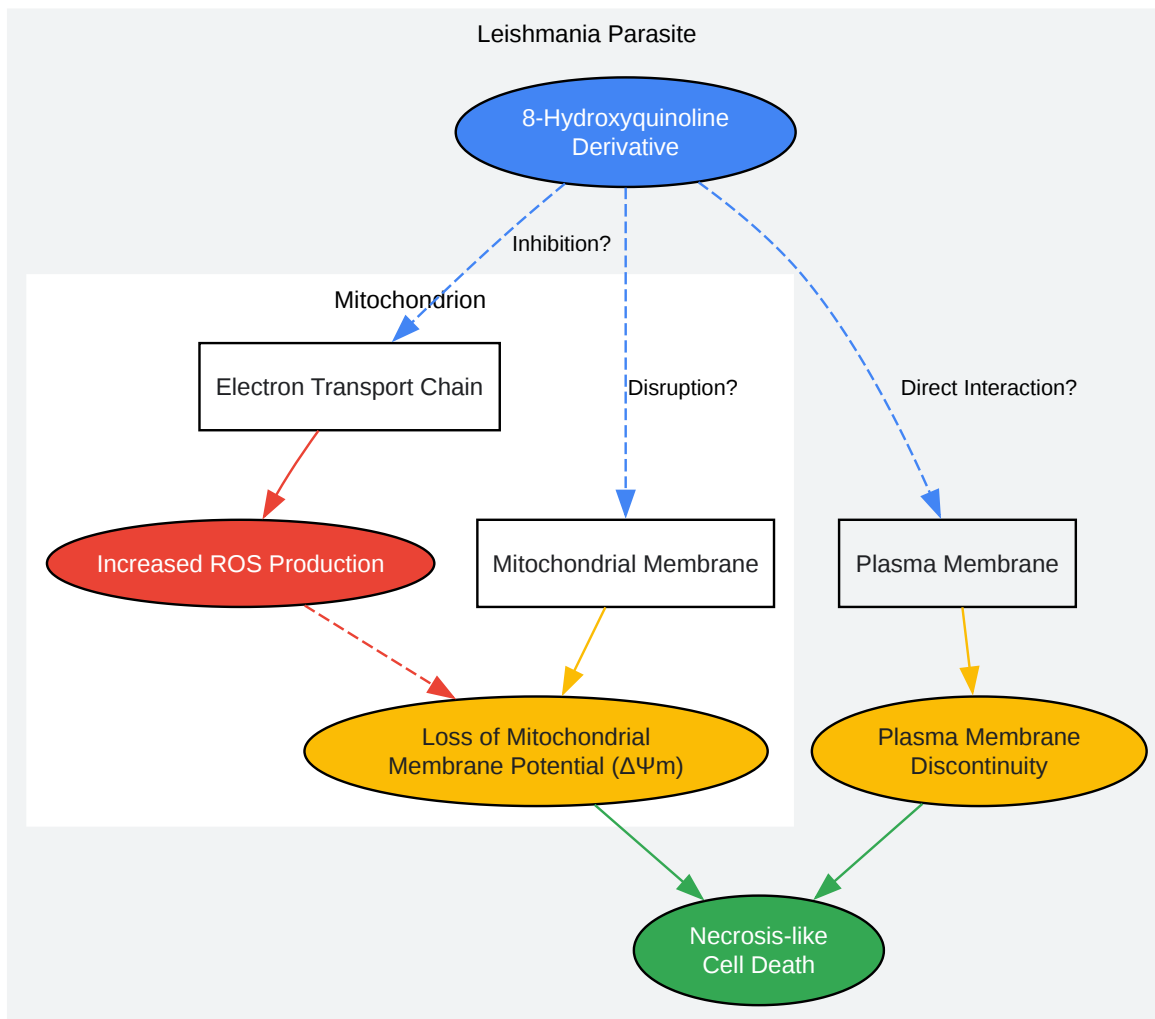 Leishmania Parasite
8-Hydroxyquinoline
Derivative
Inhibition?
Mitochondrion
Electron Transport Chain
Disruption?
Direct Interaction?
Increased ROS Production
Mitochondrial Membrane
Plasma Membrane
Loss of Mitochondrial
Membrane Potential (ΔΨm)
Plasma Membrane
Discontinuity
Necrosis-like
Cell Death